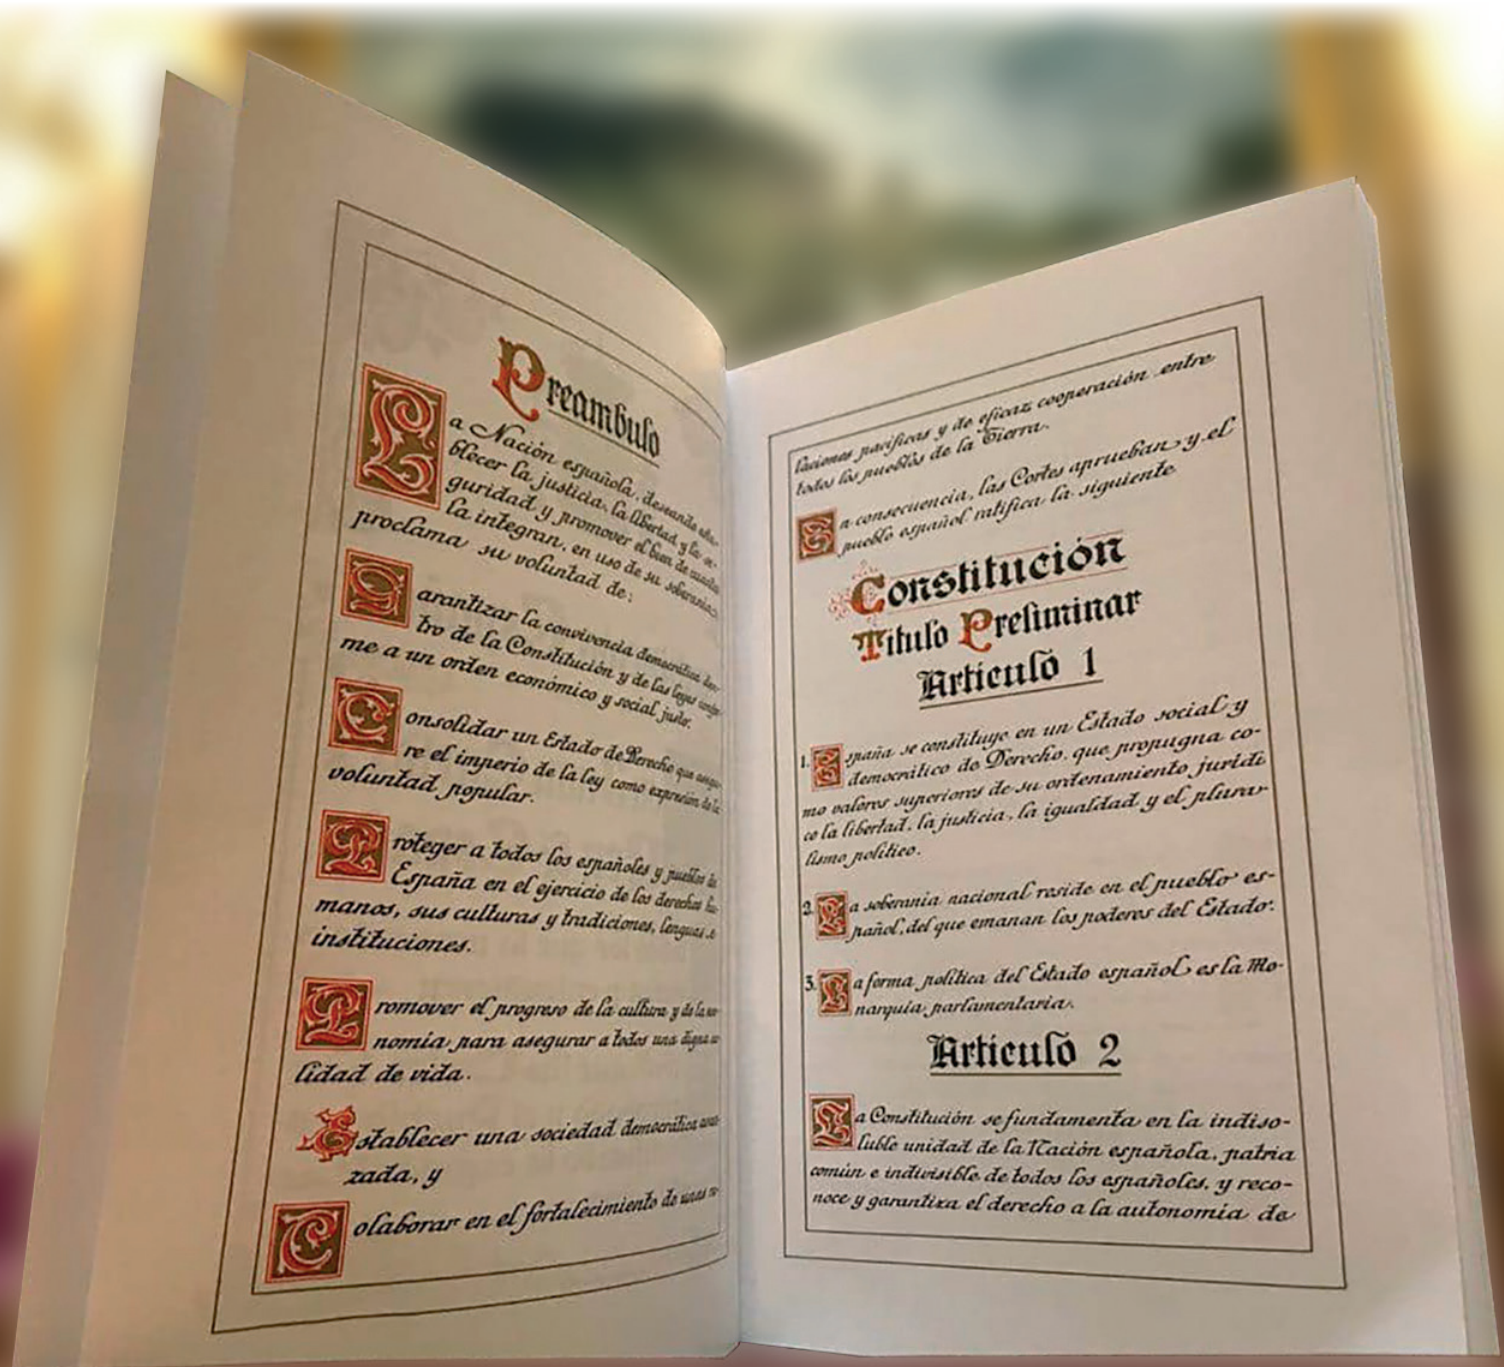 Preambulo
La Nación española, deseando esta-
blecer la justicia, la libertad y la se-
guridad y promover el bien de cuantos
la integran, en uso de su soberanía,
proclama su voluntad de:
Garantizar la convivencia democrática den-
tro de la Constitución y de las leyes confor-
me a un orden económico y social justo.
Consolidar un Estado de Derecho que asegu-
re el imperio de la ley como expresión de la
voluntad popular.
Proteger a todos los españoles y pueblos de
España en el ejercicio de los derechos hu-
manos, sus culturas y tradiciones, lenguas e
instituciones.
Promover el progreso de la cultura y de la eco-
nomía para asegurar a todos una digna ca-
lidad de vida.
Establecer una sociedad democrática avan-
zada, y
Colaborar en el fortalecimiento de unas re-
laciones pacíficas y de eficaz cooperación entre
todos los pueblos de la Tierra.
En consecuencia, las Cortes aprueban y el
pueblo español ratifica la siguiente
Constitución
Titulo Preliminar
Articulo 1
1. España se constituye en un Estado social y
democrático de Derecho, que propugna co-
mo valores superiores de su ordenamiento jurídi
co la libertad, la justicia, la igualdad y el plura-
lismo político.
2. La soberanía nacional reside en el pueblo es-
pañol, del que emanan los poderes del Estado.
3. La forma política del Estado español es la Mo-
narquía parlamentaria.
Articulo 2
La Constitución se fundamenta en la indiso-
luble unidad de la Nación española, patria
común e indivisible de todos los españoles, y reco-
noce y garantiza el derecho a la autonomía de